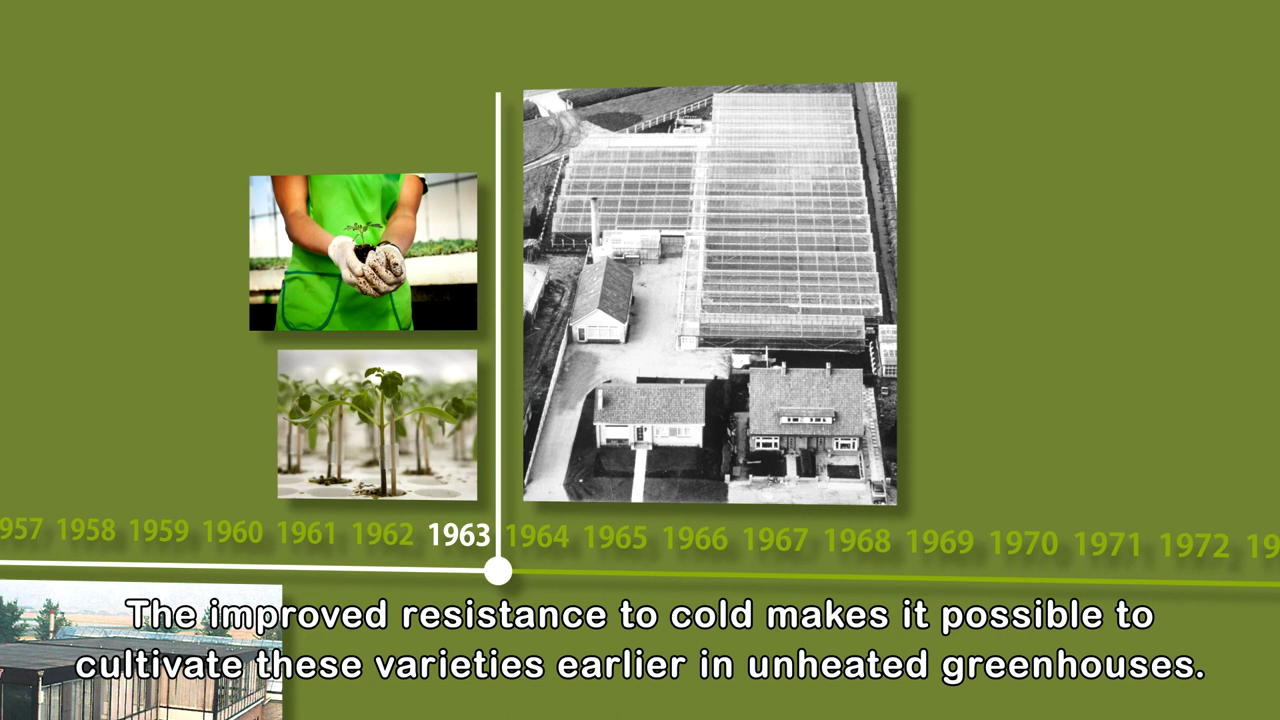 957 1958 1959 1960 1961 1962 1963 1964 1965 1966 1967 1968 1969 1970 1971 1972 19
The improved resistance to cold makes it possible to
cultivate these varieties earlier in unheated greenhouses.